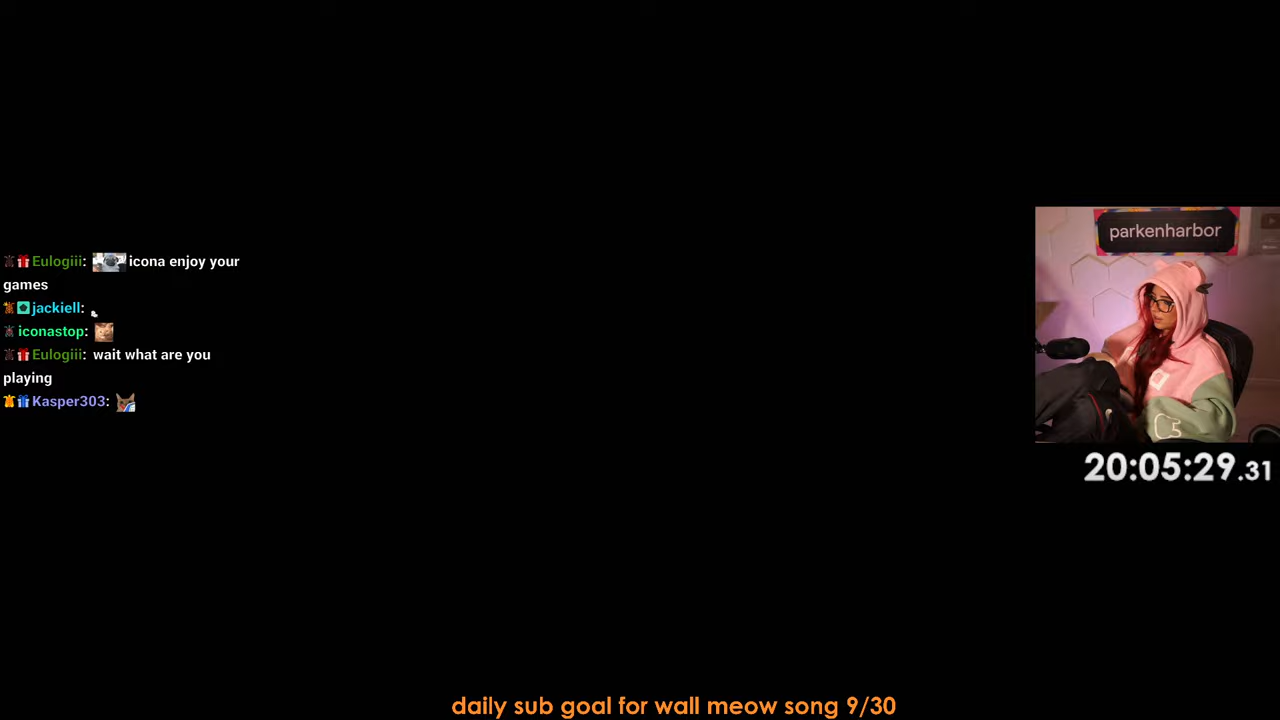 parkenharbor
Eulogiii: icona enjoy your
games
jackiell:
iconastop:
Eulogiii: wait what are you
playing
Kasper303:
20:05:29.31
daily sub goal for wall meow song 9/30